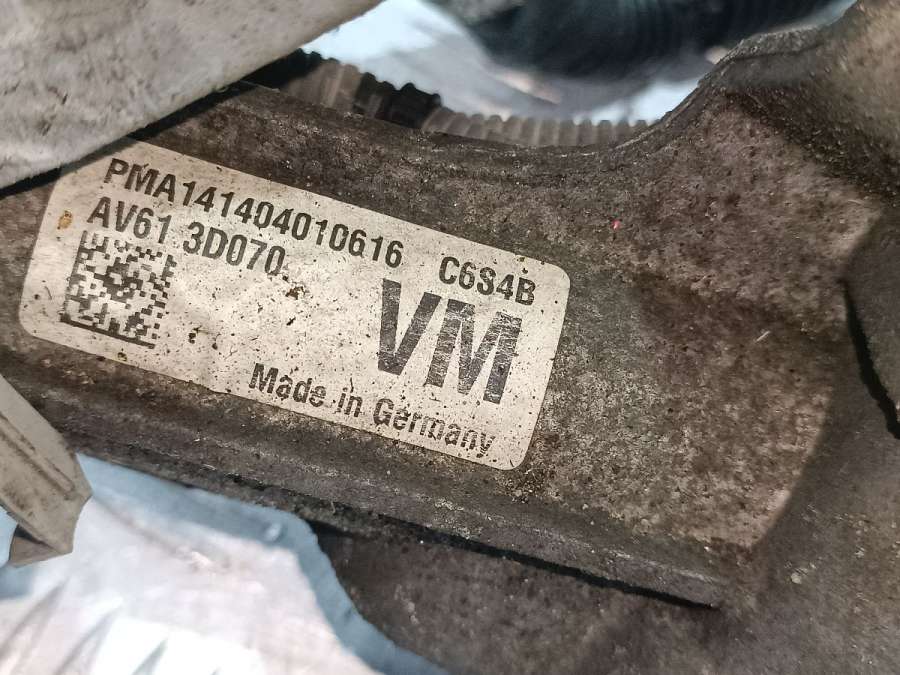 PMA141404010616 C6S4B
AV61 3D070
VM
Made in Germany